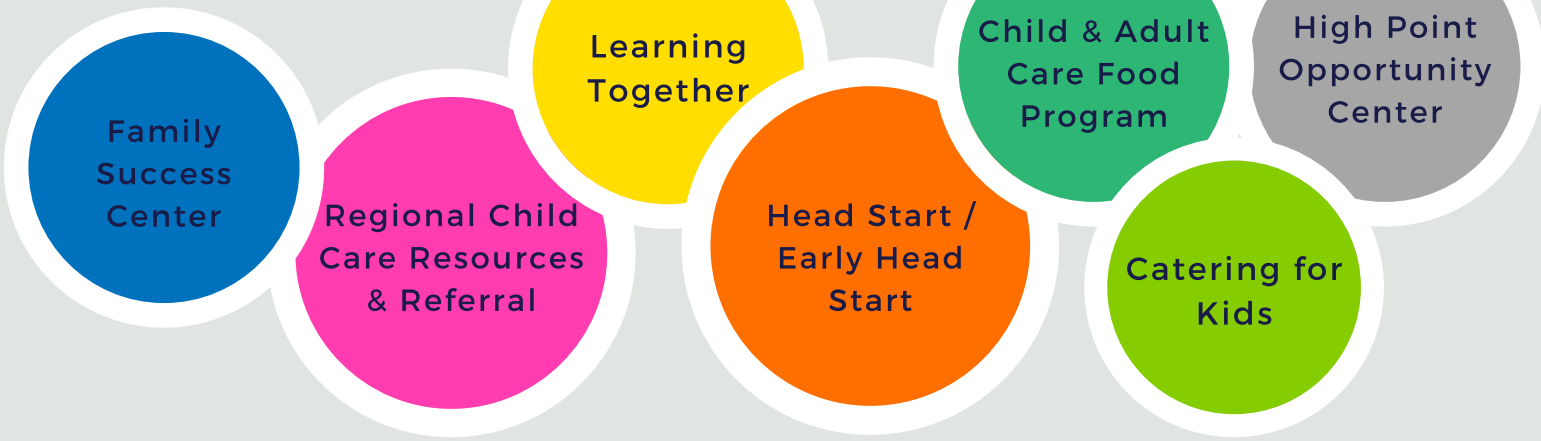 Family
Success
Center
Regional Child
Care Resources
& Referral
Learning
Together
Head Start /
Early Head
Start
Child & Adult
Care Food
Program
Catering for
Kids
High Point
Opportunity
Center